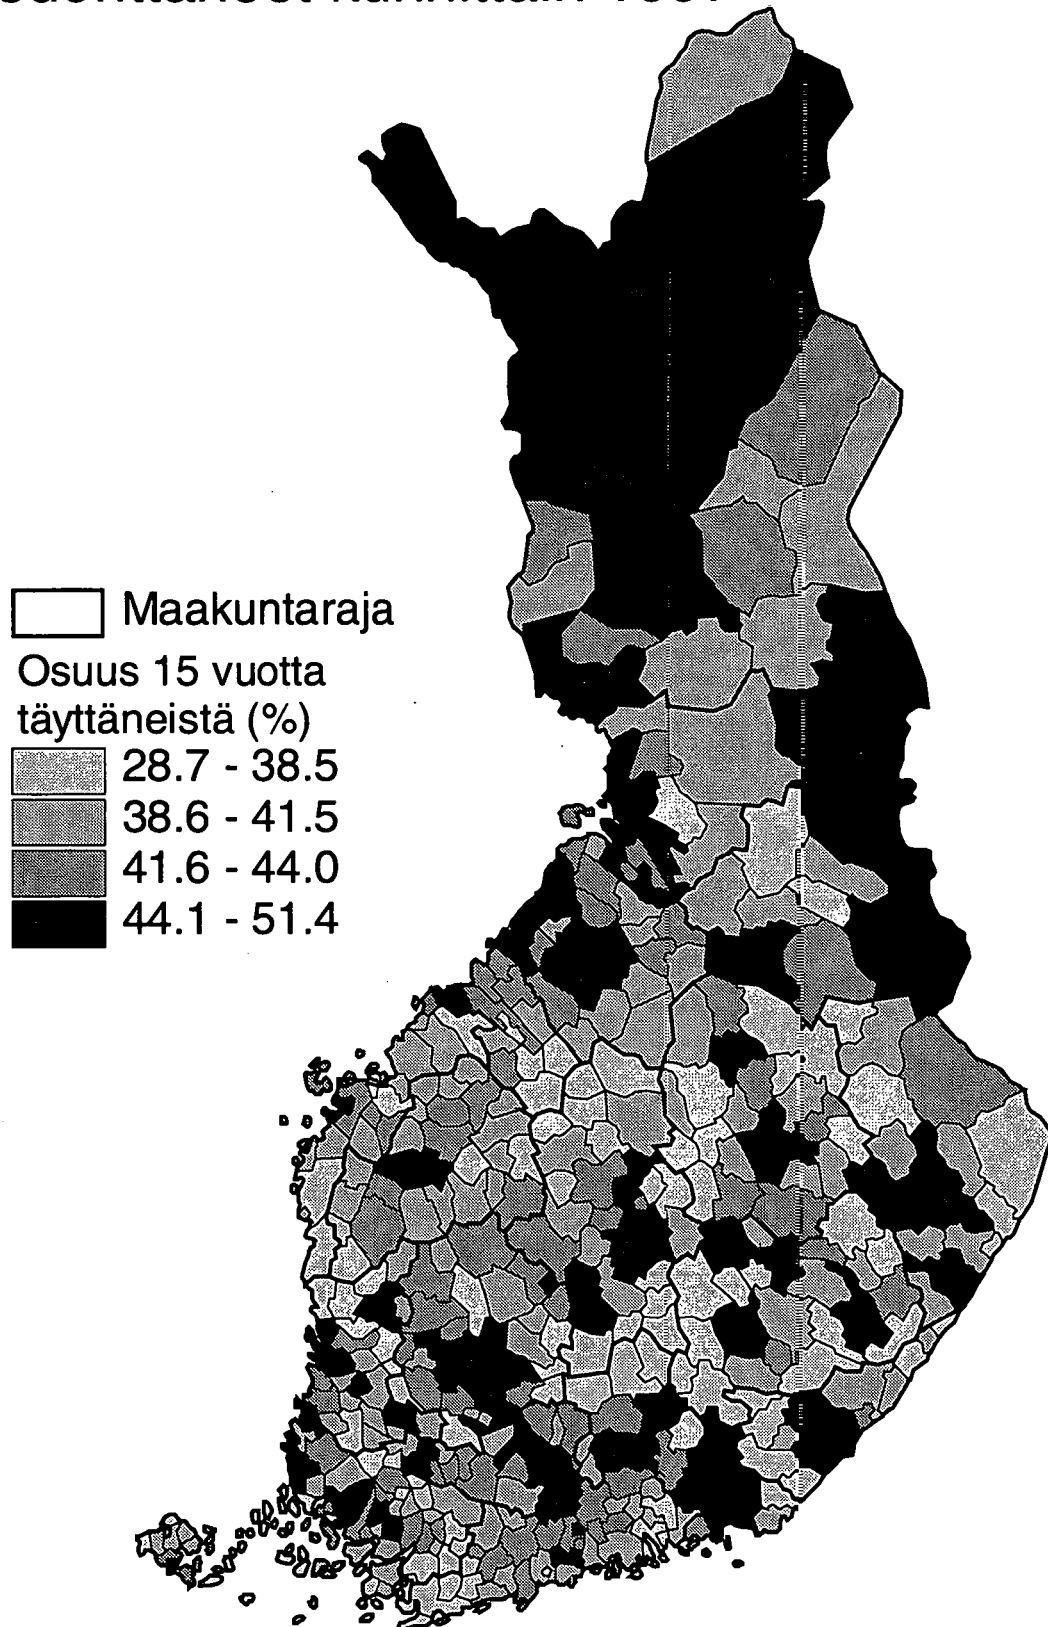 Maakuntaraja
Osuus 15 vuotta
täyttäneistä (%)
28.7 - 38.5
38.6 - 41.5
41.6 - 44.0
44.1 - 51.4